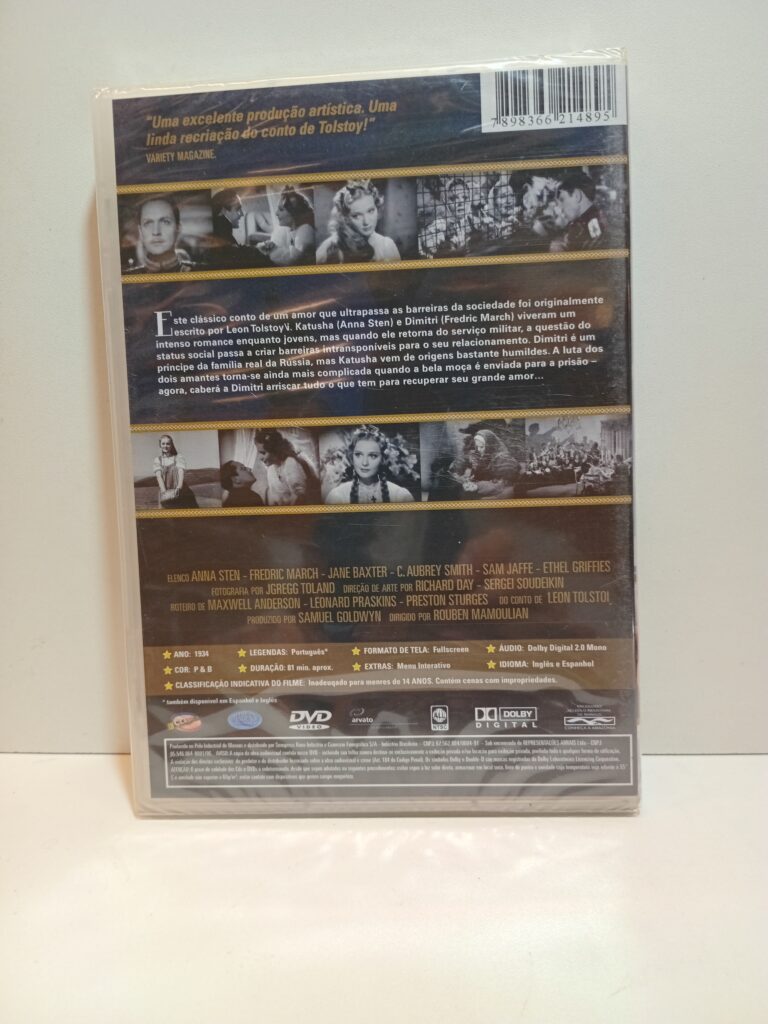 "Uma excelente produção artística. Uma
linda recriação do conto de Tolstoy!"
VARIETY MAGAZINE.
7 898366 214895
Este clássico conto de um amor que ultrapassa as barreiras da sociedade foi originalmente
escrito por Leon Tolstoy\i. Katusha (Anna Sten) e Dimitri (Fredric March) viveram um
intenso romance enquanto jovens, mas quando ele retorna do serviço militar, a questão do
status social passa a criar barreiras intransponíveis para o seu relacionamento. Dimitri é um
príncipe da família real da Rússia, mas Katusha vem de origens bastante humildes. A luta dos
dois amantes torna-se ainda mais complicada quando a bela moça é enviada para a prisão –
agora, caberá a Dimitri arriscar tudo o que tem para recuperar seu grande amor...
ELENCO ANNA STEN - FREDRIC MARCH - JANE BAXTER - C. AUBREY SMITH - SAM JAFFE - ETHEL GRIFFIES
FOTOGRAFIA POR JGREGG TOLAND DIREÇÃO DE ARTE POR RICHARD DAY - SERGEI SOUDEIKIN
ROTEIRO DE MAXWELL ANDERSON - LEONARD PRASKINS - PRESTON STURGES DO CONTO DE LEON TOLSTOI
PRODUZIDO POR SAMUEL GOLDWYN DIRIGIDO POR ROUBEN MAMOULIAN
ANO: 1934 LEGENDAS: Português* FORMATO DE TELA: Fullscreen ÁUDIO: Dolby Digital 2.0 Mono
COR: P & B DURAÇÃO: 81 min. aprox. EXTRAS: Menu Interativo IDIOMA: Inglês e Espanhol
CLASSIFICAÇÃO INDICATIVA DO FILME: Inadequado para menres de 14 ANOS. Contém cenas com impropriedades.
* também disponível em Espanhol e Inglês
DVD VIDEO arvato NTSC DOLBY DIGITAL CONHEÇA A AMAZÔNIA